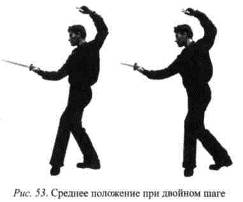 Рис. 53. Среднее положение при двойном шаге